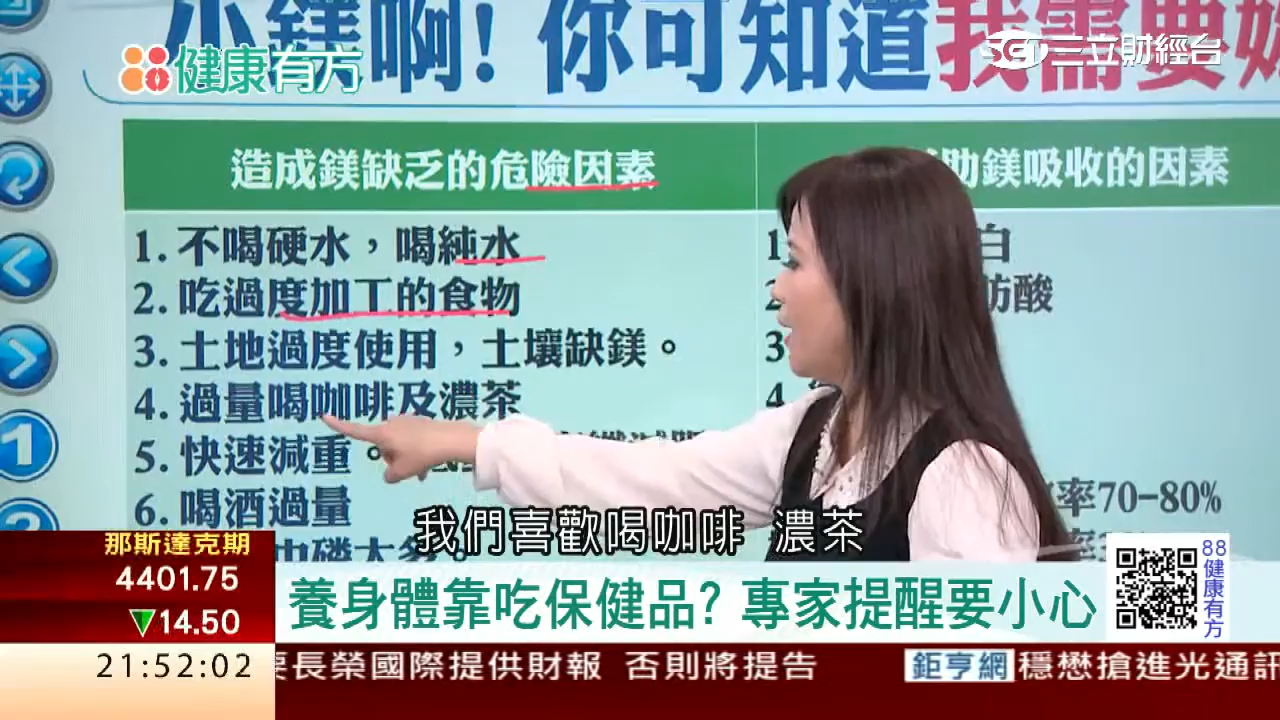 小鎂啊！你可知道我需要
健康有方
三立財經台
造成鎂缺乏的危險因素
助鎂吸收的因素
1. 不喝硬水，喝純水
2. 吃過度加工的食物
3. 土地過度使用，土壤缺鎂。
4. 過量喝咖啡及濃茶
5. 快速減重。
6. 喝酒過量
白
肪酸
3
4
率70-80%
我們喜歡喝咖啡 濃茶
那斯達克期
4401.75
▼14.50
養身體靠吃保健品? 專家提醒要小心
88健康有方
21:52:02
長榮國際提供財報 否則將提告
鉅亨網 穩懋搶進光通訊
1